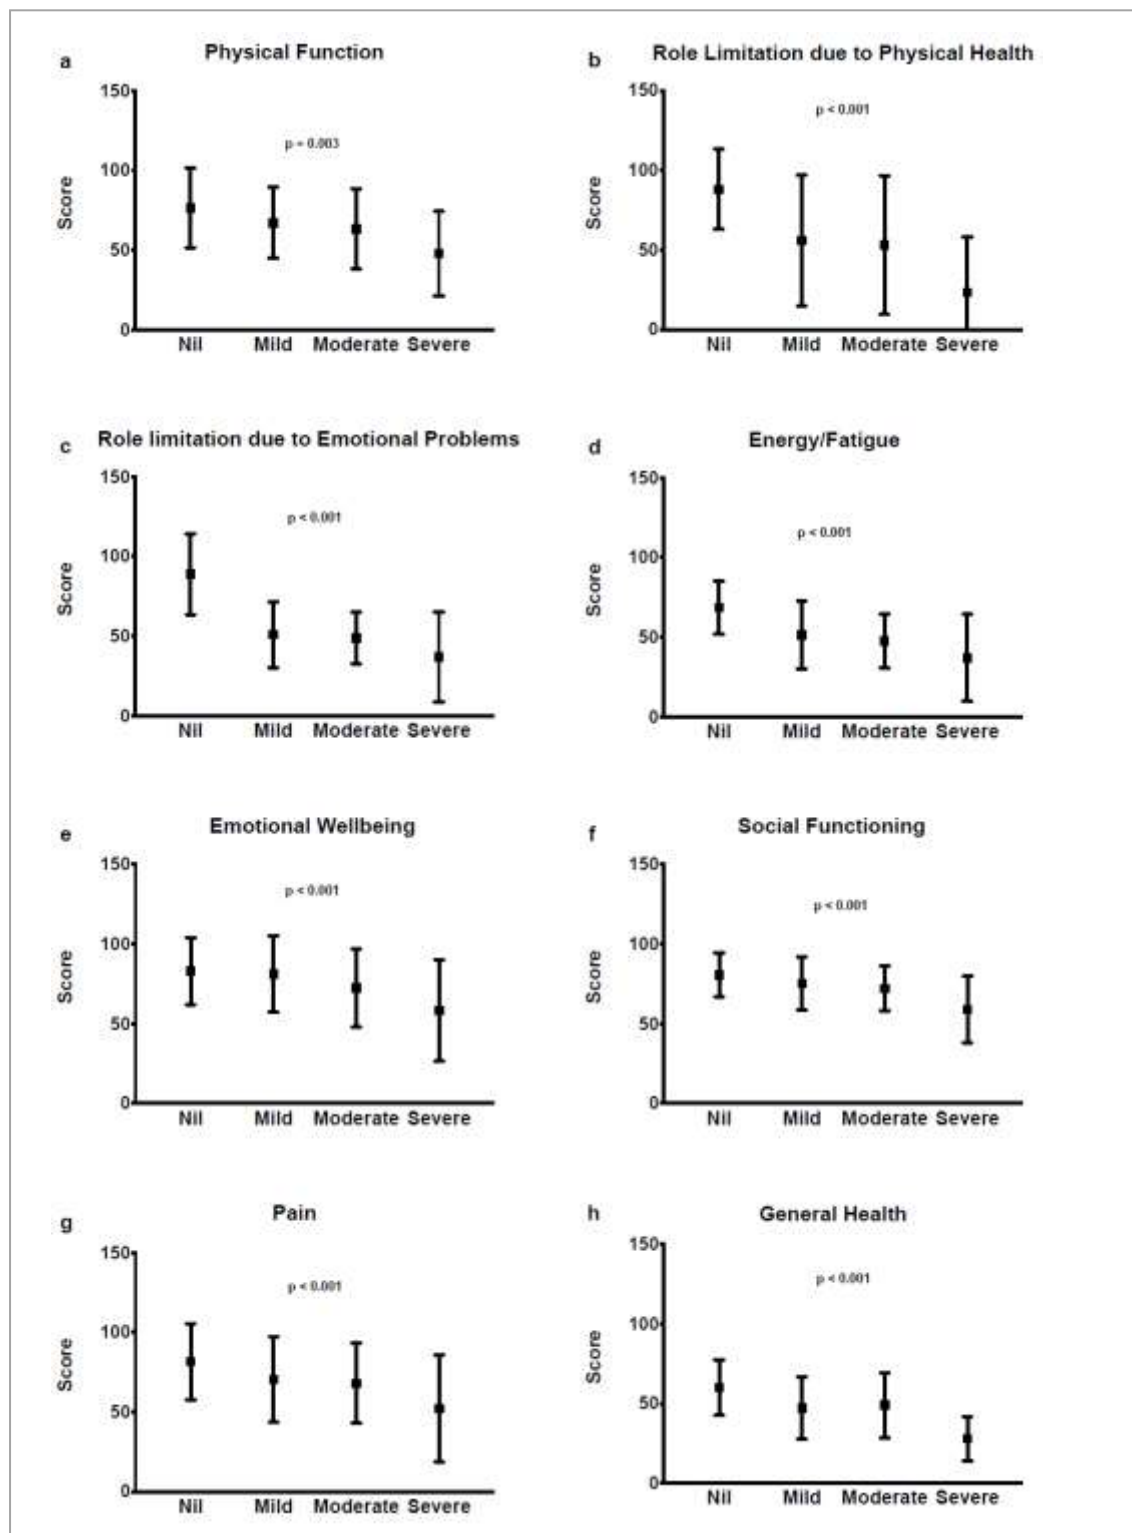 a Physical Function
150
p = 0.003
100
Score
50
0
Nil Mild Moderate Severe
b Role Limitation due to Physical Health
150
p < 0.001
100
Score
50
0
Nil Mild Moderate Severe
c Role limitation due to Emotional Problems
150
p < 0.001
100
Score
50
0
Nil Mild Moderate Severe
d Energy/Fatigue
150
p < 0.001
100
Score
50
0
Nil Mild Moderate Severe
e Emotional Wellbeing
150
p < 0.001
100
Score
50
0
Nil Mild Moderate Severe
f Social Functioning
150
p < 0.001
100
Score
50
0
Nil Mild Moderate Severe
g Pain
150
p < 0.001
100
Score
50
0
Nil Mild Moderate Severe
h General Health
150
p < 0.001
100
Score
50
0
Nil Mild Moderate Severe